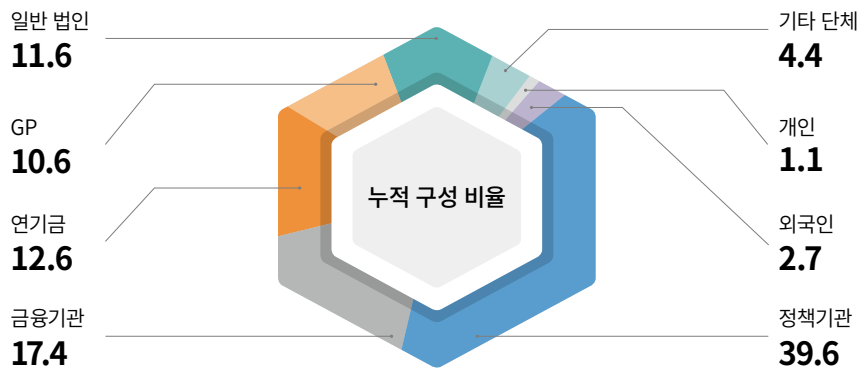 일반 법인
11.6
GP
10.6
연기금
12.6
금융기관
17.4
누적 구성 비율
기타 단체
4.4
개인
1.1
외국인
2.7
정책기관
39.6